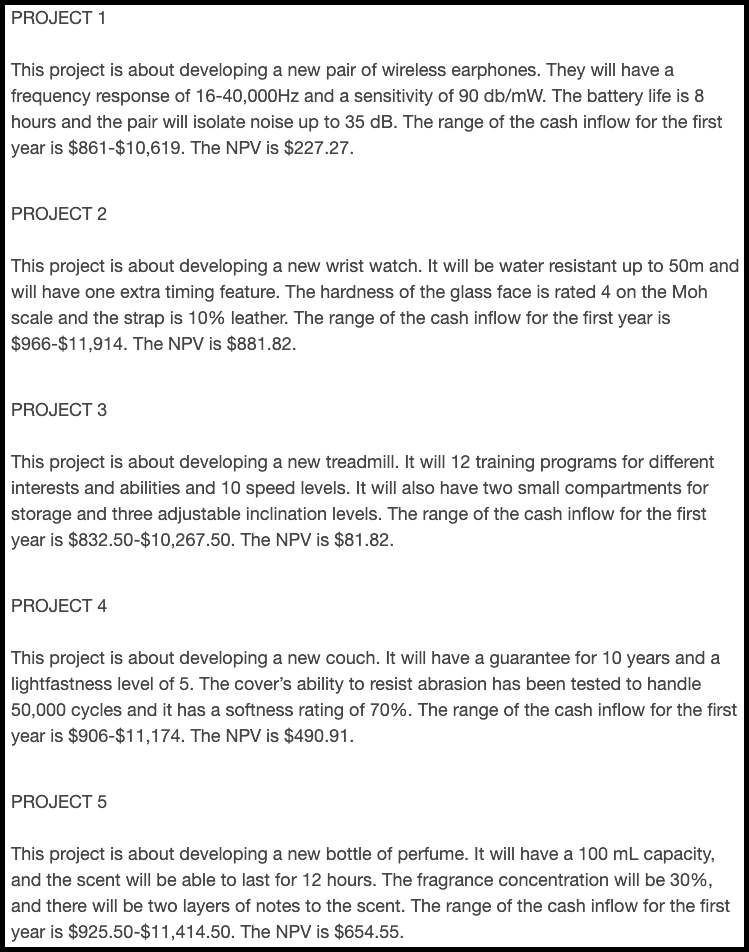 PROJECT 1
This project is about developing a new pair of wireless earphones. They will have a
frequency response of 16-40,000Hz and a sensitivity of 90 db/mW. The battery life is 8
hours and the pair will isolate noise up to 35 dB. The range of the cash inflow for the first
year is $861-$10,619. The NPV is $227.27.
PROJECT 2
This project is about developing a new wrist watch. It will be water resistant up to 50m and
will have one extra timing feature. The hardness of the glass face is rated 4 on the Moh
scale and the strap is 10% leather. The range of the cash inflow for the first year is
$966-$11,914. The NPV is $881.82.
PROJECT 3
This project is about developing a new treadmill. It will 12 training programs for different
interests and abilities and 10 speed levels. It will also have two small compartments for
storage and three adjustable inclination levels. The range of the cash inflow for the first
year is $832.50-$10,267.50. The NPV is $81.82.
PROJECT 4
This project is about developing a new couch. It will have a guarantee for 10 years and a
lightfastness level of 5. The cover’s ability to resist abrasion has been tested to handle
50,000 cycles and it has a softness rating of 70%. The range of the cash inflow for the first
year is $906-$11,174. The NPV is $490.91.
PROJECT 5
This project is about developing a new bottle of perfume. It will have a 100 mL capacity,
and the scent will be able to last for 12 hours. The fragrance concentration will be 30%,
and there will be two layers of notes to the scent. The range of the cash inflow for the first
year is $925.50-$11,414.50. The NPV is $654.55.